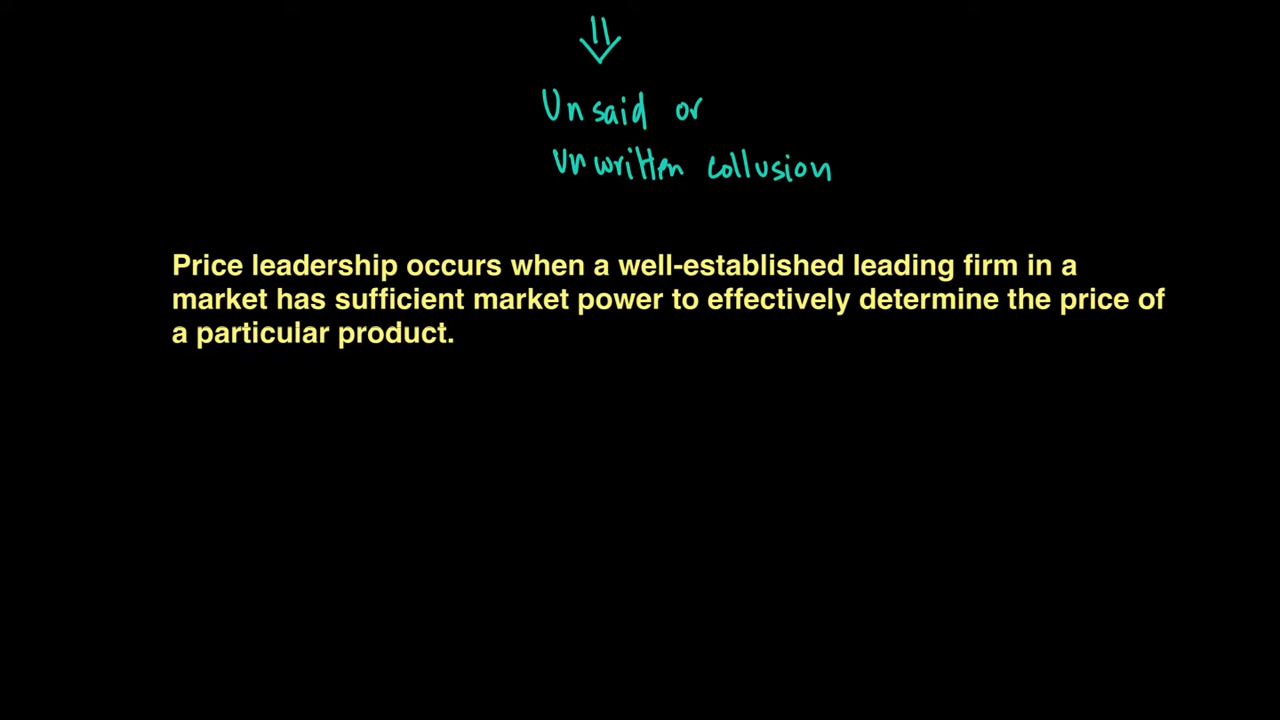 Unsaid or
unwritten collusion
Price leadership occurs when a well-established leading firm in a
market has sufficient market power to effectively determine the price of
a particular product.